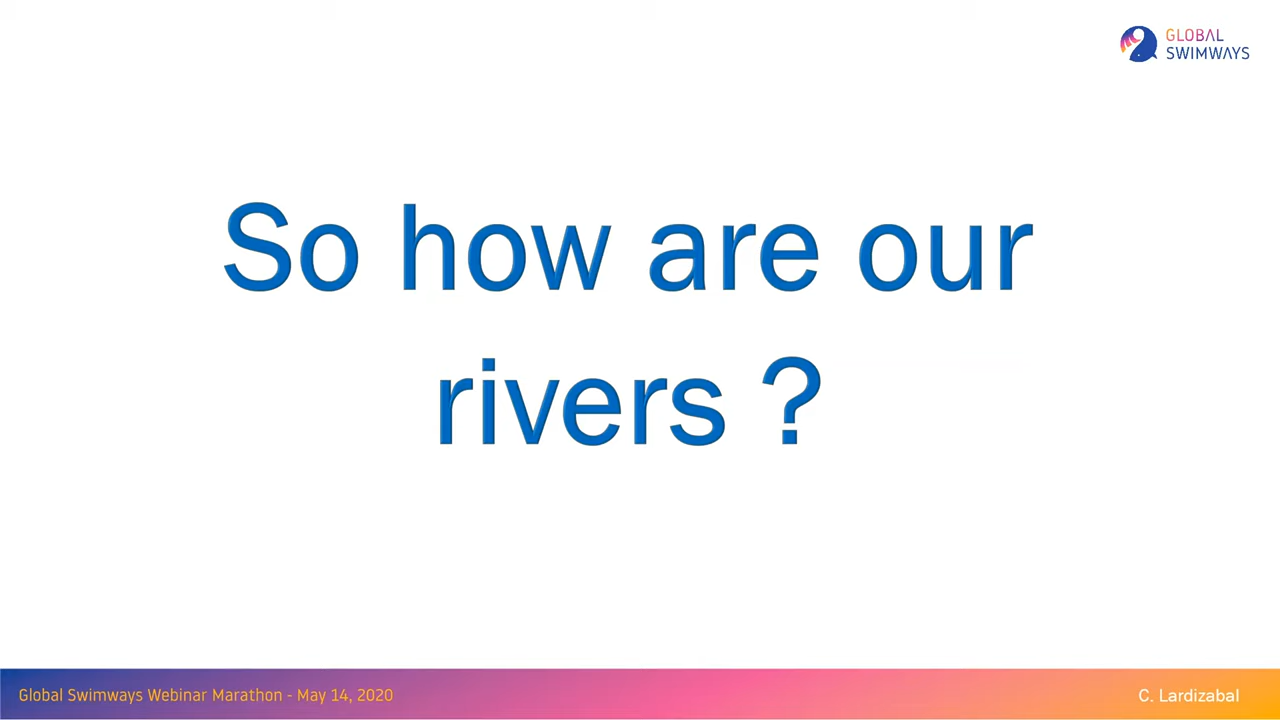 GLOBAL
SWIMWAYS
So how are our
rivers ?
Global Swimways Webinar Marathon - May 14, 2020
C. Lardizabal